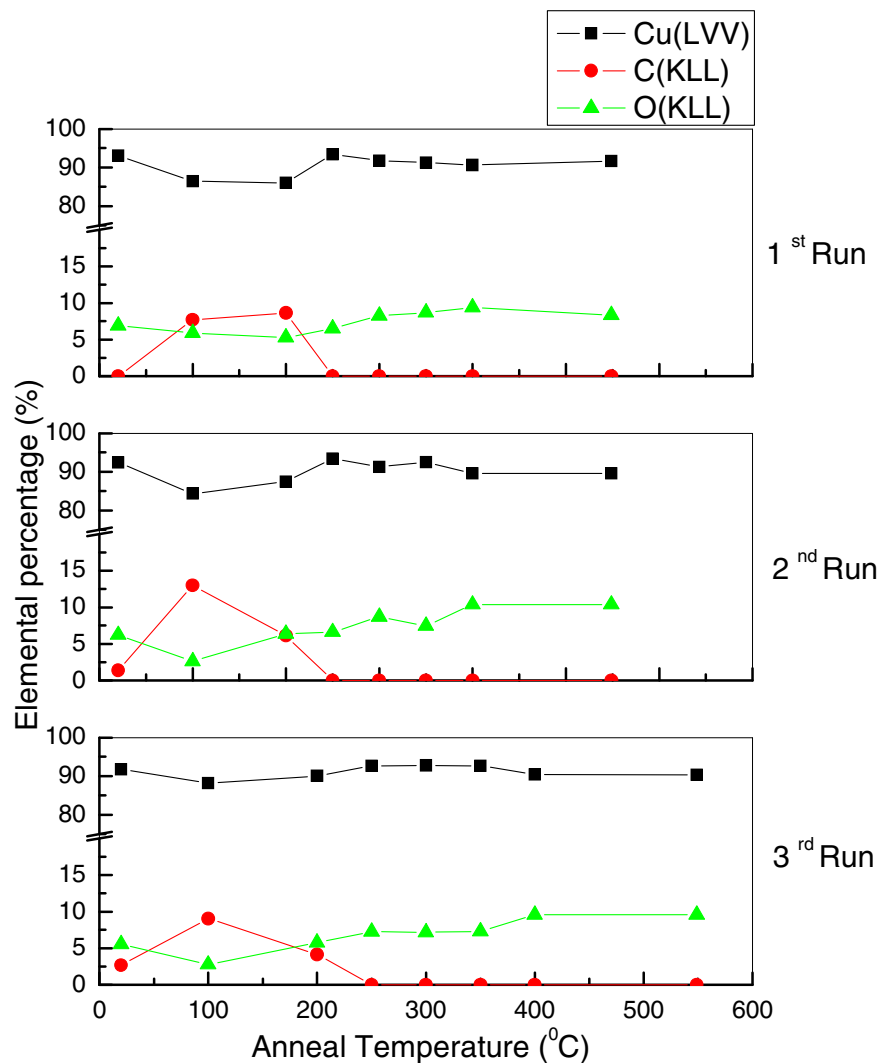 Cu(LVV)
C(KLL)
O(KLL)
100
90
80
15
10
5
0
1 st Run
100
90
80
15
10
5
0
2 nd Run
Elemental percentage (%)
100
90
80
15
10
5
0
3 rd Run
0 100 200 300 400 500 600
Anneal Temperature (⁰C)